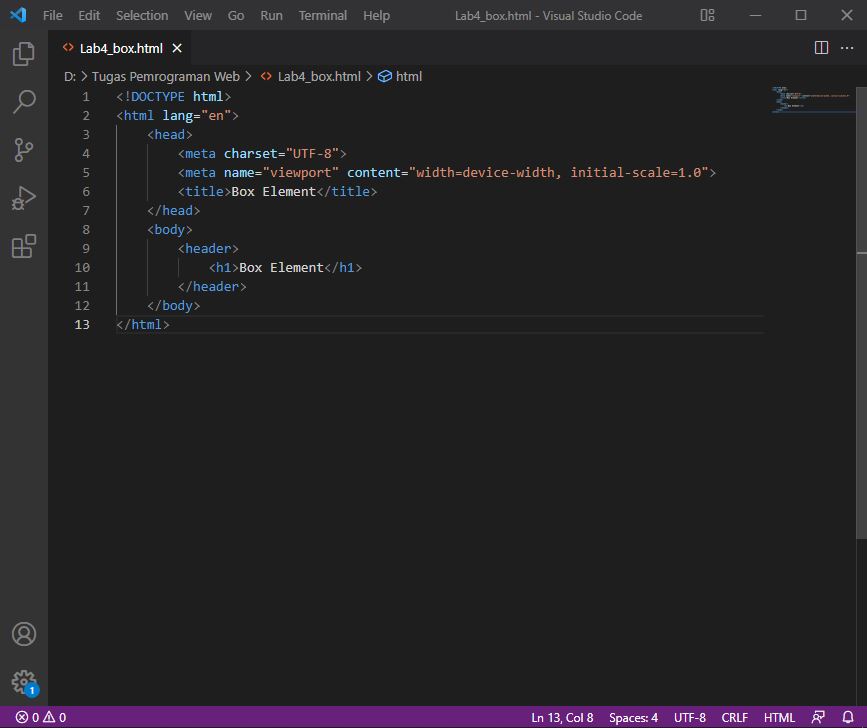 File Edit Selection View Go Run Terminal Help Lab4_box.html - Visual Studio Code
Lab4_box.html
D: > Tugas Pemrograman Web > Lab4_box.html > html
1 <!DOCTYPE html>
2 <html lang="en">
3 <head>
4 <meta charset="UTF-8">
5 <meta name="viewport" content="width=device-width, initial-scale=1.0">
6 <title>Box Element</title>
7 </head>
8 <body>
9 <header>
10 <h1>Box Element</h1>
11 </header>
12 </body>
13 </html>
1
0 0 Ln 13, Col 8 Spaces: 4 UTF-8 CRLF HTML